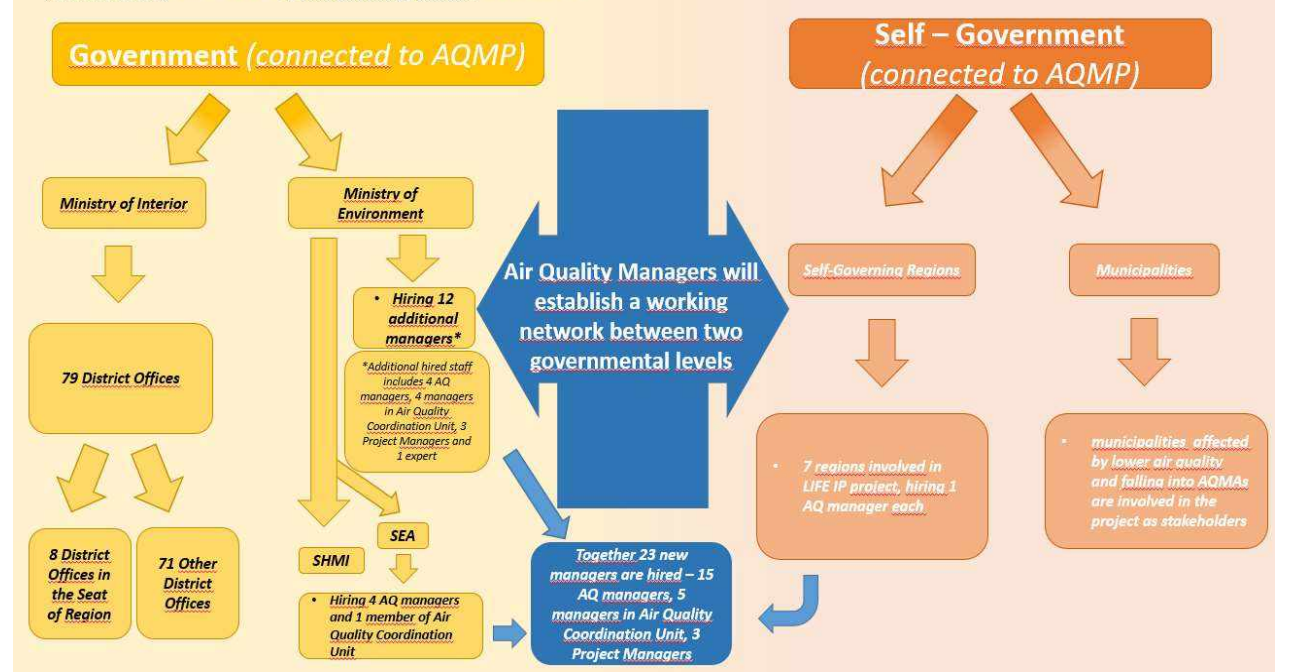 Government (connected to AQMP)
Self – Government
(connected to AQMP)
Ministry of Interior
Ministry of
Environment
Air Quality Managers will
establish a working
network between two
governmental levels
Self-Governing Regions
Municipalities
• Hiring 12
additional
managers*
*Additional hired staff
includes 4 AQ
managers, 4 managers
in Air Quality
Coordination Unit, 3
Project Managers and
1 expert
79 District Offices
• 7 regions involved in
LIFE IP project, hiring 1
AQ manager each
• municipalities affected
by lower air quality
and falling into AQMAs
are involved in the
project as stakeholders
8 District
Offices in
the Seat
of Region
71 Other
District
Offices
SHMI
SEA
• Hiring 4 AQ managers
and 1 member of Air
Quality Coordination
Unit
Together 23 new
managers are hired – 15
AQ managers, 5
managers in Air Quality
Coordination Unit, 3
Project Managers